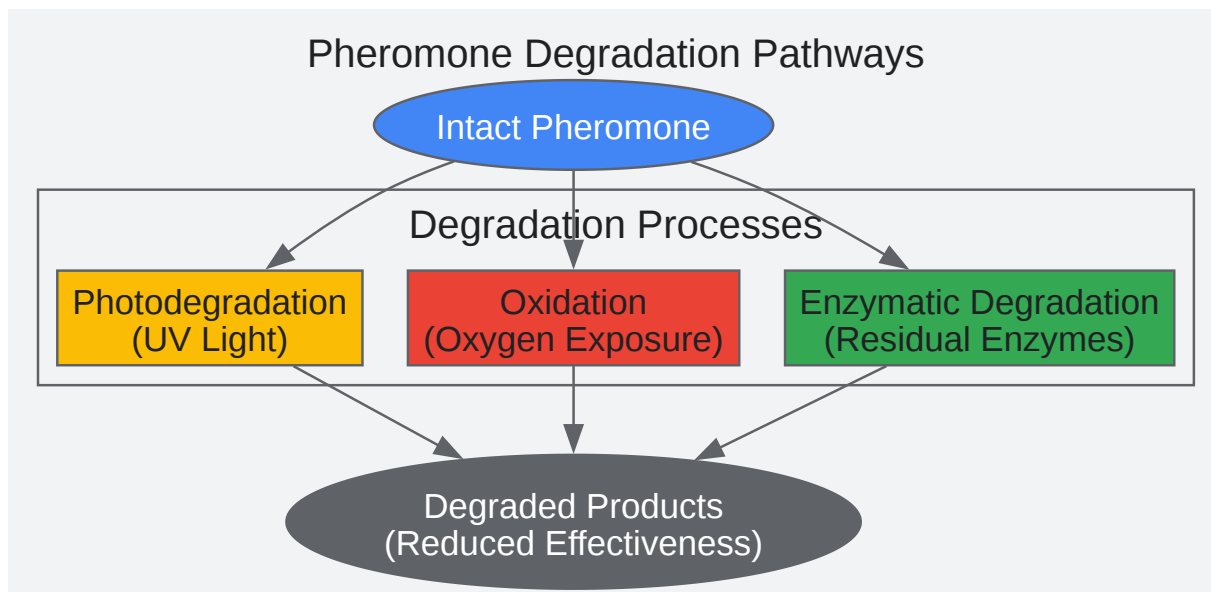 Pheromone Degradation Pathways
Intact Pheromone
Degradation Processes
Photodegradation
(UV Light)
Oxidation
(Oxygen Exposure)
Enzymatic Degradation
(Residual Enzymes)
Degraded Products
(Reduced Effectiveness)